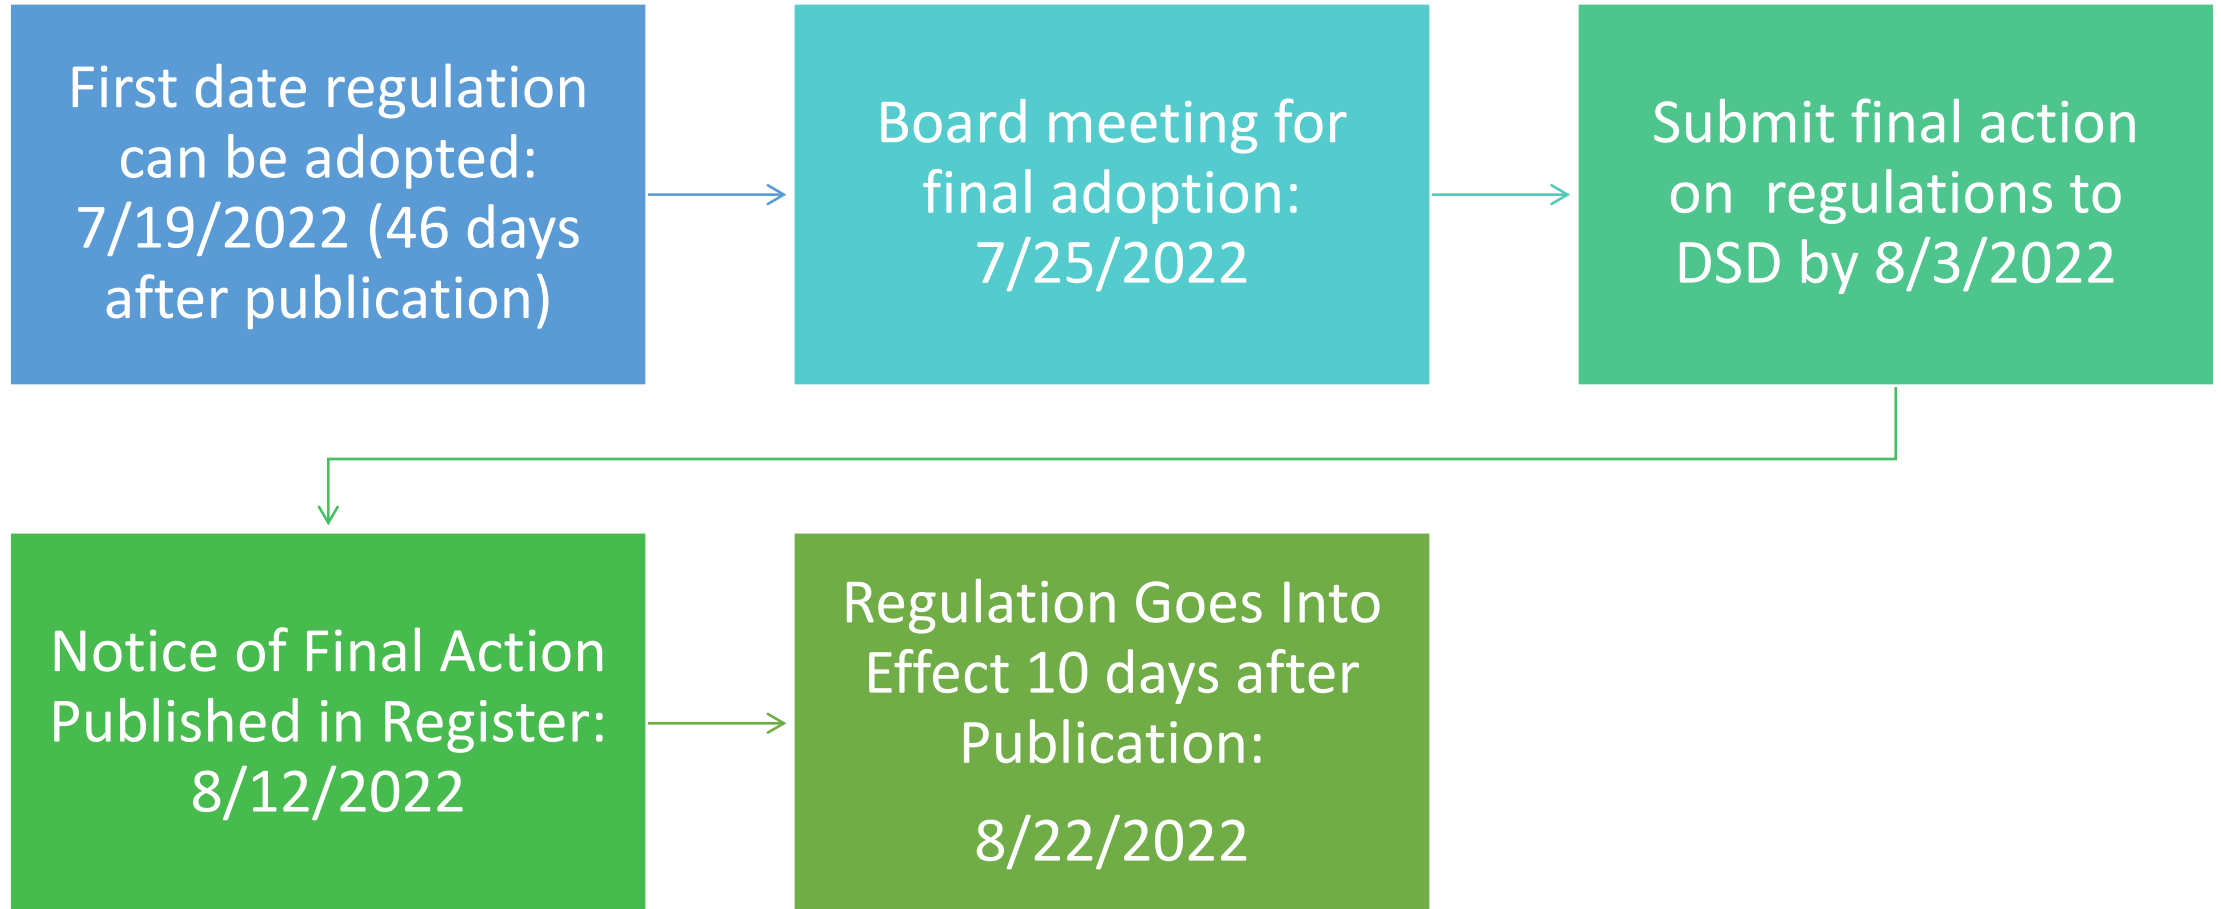 First date regulation
can be adopted:
7/19/2022 (46 days
after publication)
Board meeting for
final adoption:
7/25/2022
Submit final action
on  regulations to
DSD by 8/3/2022
Notice of Final Action
Published in Register:
8/12/2022
Regulation Goes Into
Effect 10 days after
Publication:
8/22/2022